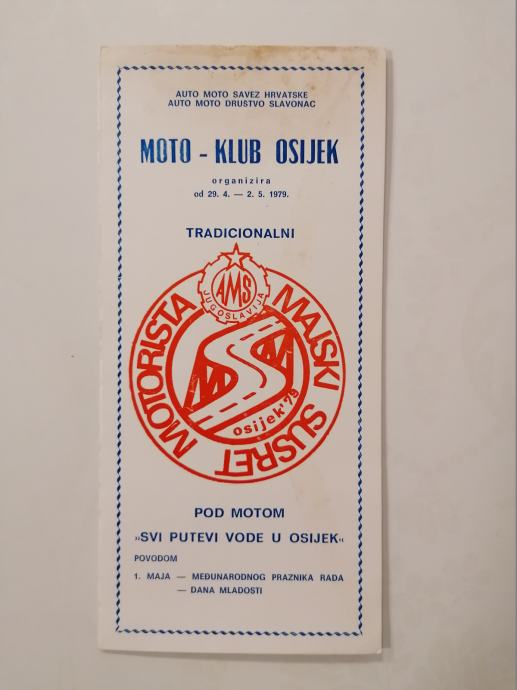 AUTO MOTO SAVEZ HRVATSKE
AUTO MOTO DRUŠTVO SLAVONAC
MOTO - KLUB OSIJEK
organizira
od 29. 4. — 2. 5. 1979.
TRADICIONALNI
AMS
JUGOSLAVIJA
MAJSKI SUSRET MOTORISTA
MSM
osijek'79
POD MOTOM
„SVI PUTEVI VODE U OSIJEK“
POVODOM
1. MAJA — MEĐUNARODNOG PRAZNIKA RADA
— DANA MLADOSTI